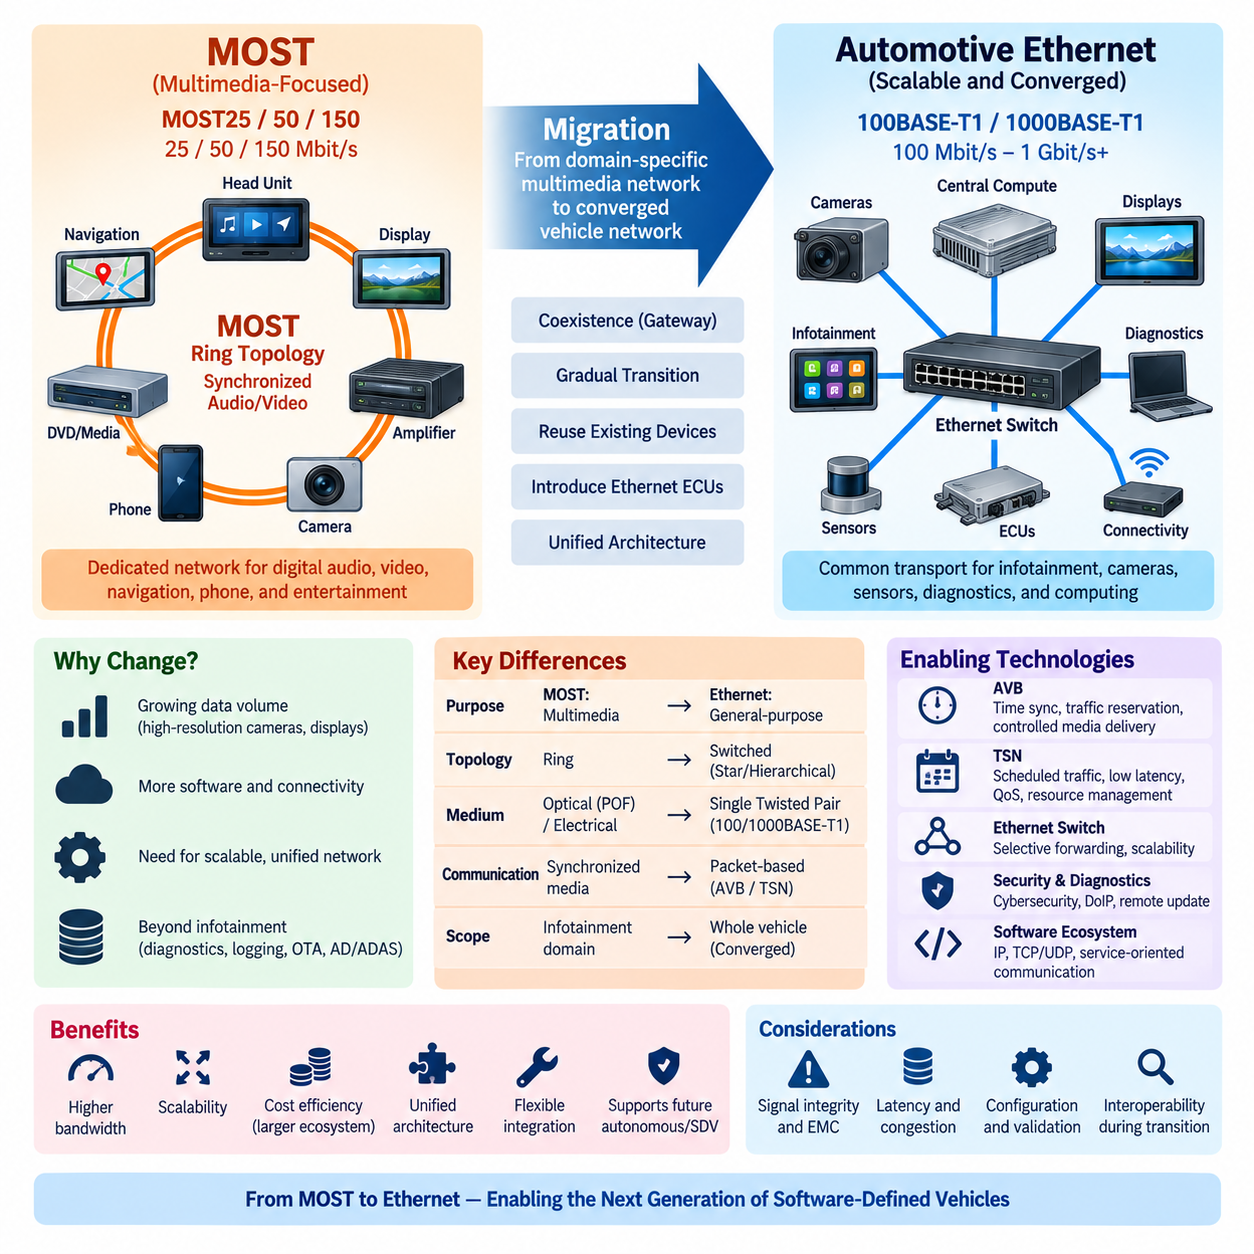 MOST
(Multimedia-Focused)
MOST25 / 50 / 150
25 / 50 / 150 Mbit/s
Head Unit
Navigation
Display
MOST
Ring Topology
Synchronized
Audio/Video
DVD/Media
Amplifier
Phone
Camera
Dedicated network for digital audio, video,
navigation, phone, and entertainment
Migration
From domain-specific
multimedia network
to converged
vehicle network
Coexistence (Gateway)
Gradual Transition
Reuse Existing Devices
Introduce Ethernet ECUs
Unified Architecture
Automotive Ethernet
(Scalable and Converged)
100BASE-T1 / 1000BASE-T1
100 Mbit/s – 1 Gbit/s+
Central Compute
Cameras
Displays
Infotainment
Diagnostics
Ethernet Switch
Sensors
ECUs
Connectivity
Common transport for infotainment, cameras,
sensors, diagnostics, and computing
Why Change?
Growing data volume
(high-resolution cameras, displays)
More software and connectivity
Need for scalable, unified network
Beyond infotainment
(diagnostics, logging, OTA, AD/ADAS)
Key Differences
Purpose MOST: → Ethernet:
Multimedia General-purpose
Topology Ring → Switched
(Star/Hierarchical)
Medium Optical (POF) → Single Twisted Pair
/ Electrical (100/1000BASE-T1)
Communication Synchronized → Packet-based
media (AVB / TSN)
Scope Infotainment → Whole vehicle
domain (Converged)
Enabling Technologies
AVB
Time sync, traffic reservation,
controlled media delivery
TSN
Scheduled traffic, low latency,
QoS, resource management
Ethernet Switch
Selective forwarding, scalability
Security & Diagnostics
Cybersecurity, DoIP, remote update
</> Software Ecosystem
IP, TCP/UDP, service-oriented
communication
Benefits
Higher
bandwidth
Scalability
Cost efficiency
(larger ecosystem)
Unified
architecture
Flexible
integration
Supports future
autonomous/SDV
Considerations
Signal integrity
and EMC
Latency and
congestion
Configuration
and validation
Interoperability
during transition
From MOST to Ethernet — Enabling the Next Generation of Software-Defined Vehicles